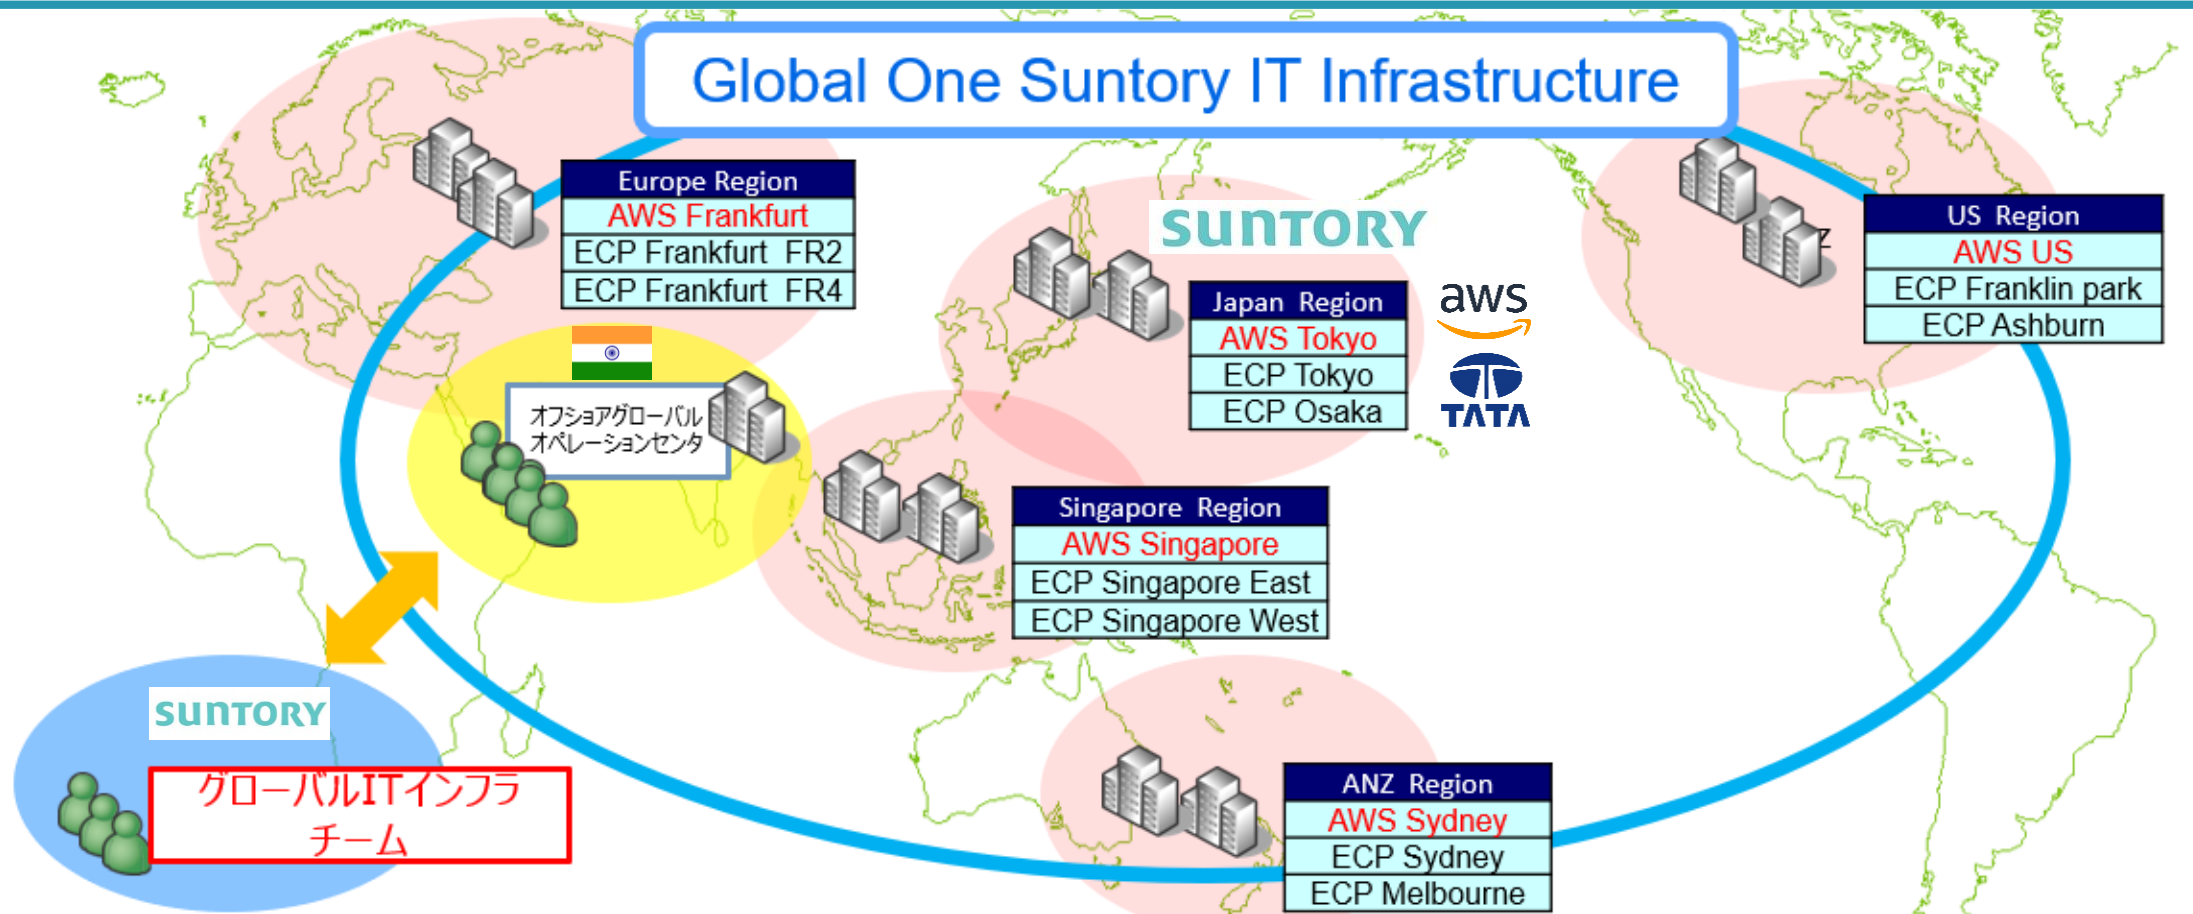 Global One Suntory IT Infrastructure
Europe Region
AWS Frankfurt
ECP Frankfurt FR2
ECP Frankfurt FR4
SUNTORY
US Region
AWS US
ECP Franklin park
ECP Ashburn
Z
Japan Region
AWS Tokyo
ECP Tokyo
ECP Osaka
aws
TATA
オフショアグローバル
オペレーションセンタ
Singapore Region
AWS Singapore
ECP Singapore East
ECP Singapore West
SUNTORY
グローバルITインフラ
チーム
ANZ Region
AWS Sydney
ECP Sydney
ECP Melbourne